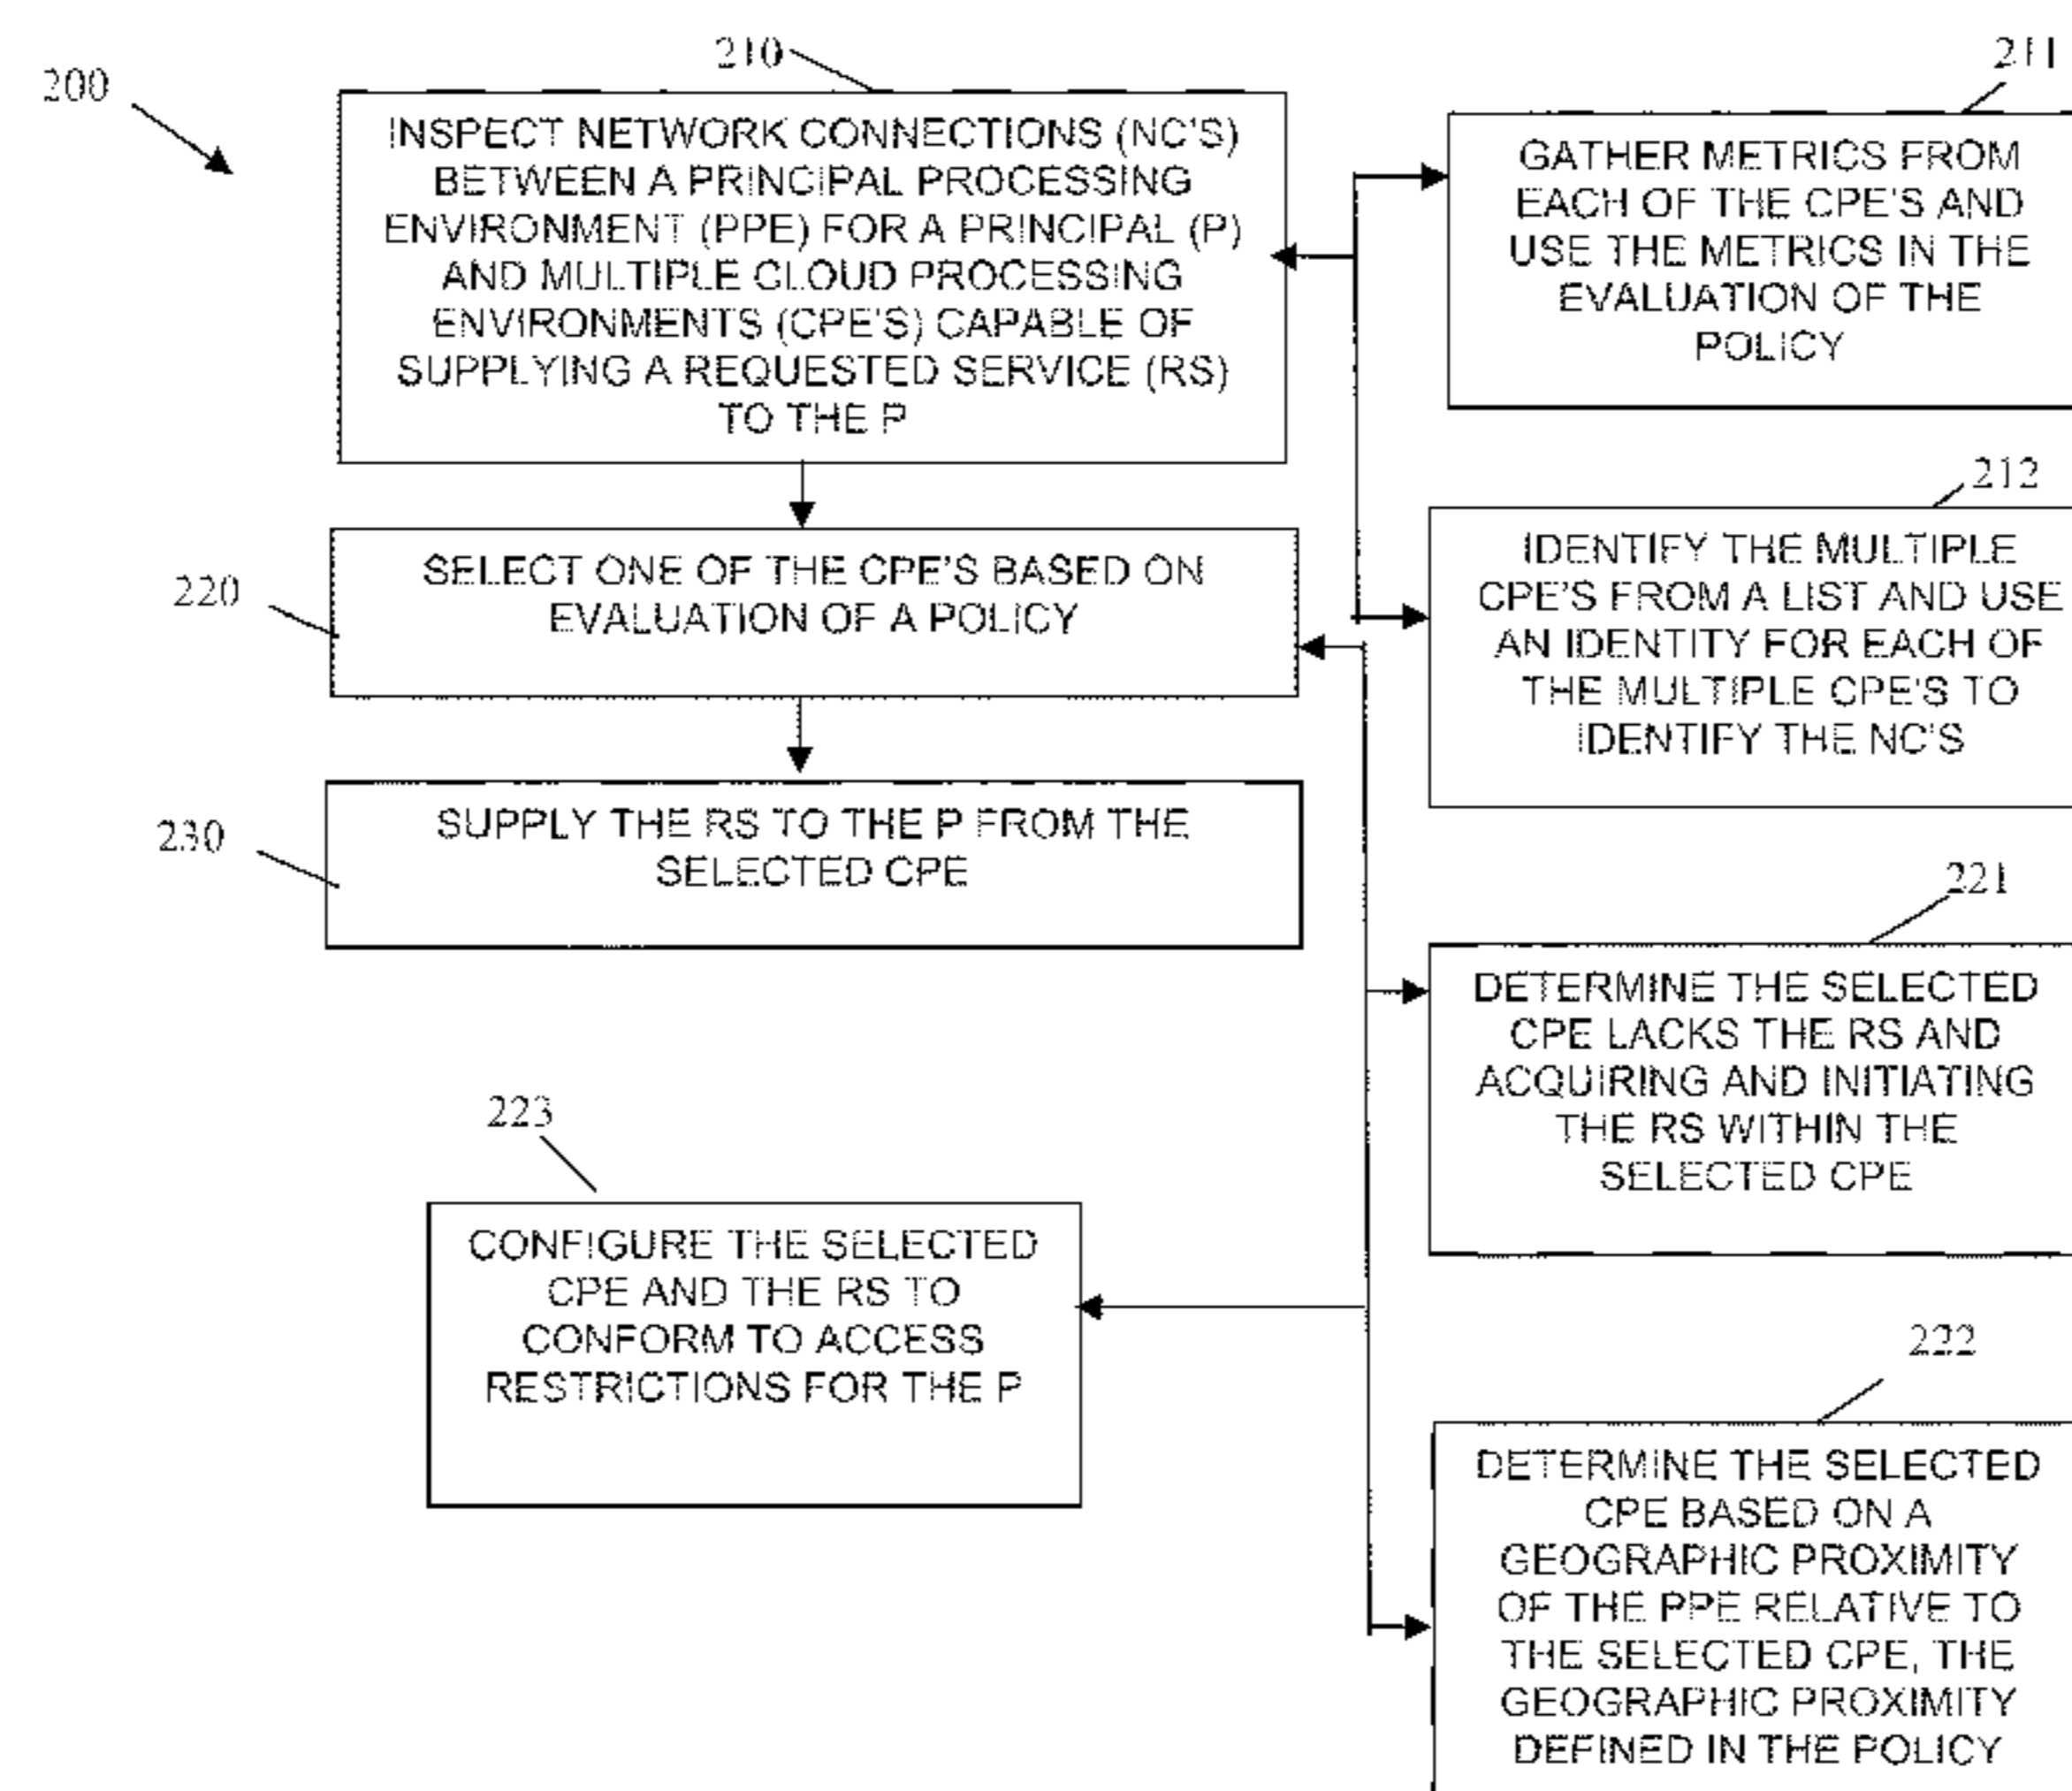 200
210
INSPECT NETWORK CONNECTIONS (NC'S)
BETWEEN A PRINCIPAL PROCESSING
ENVIRONMENT (PPE) FOR A PRINCIPAL (P)
AND MULTIPLE CLOUD PROCESSING
ENVIRONMENTS (CPE'S) CAPABLE OF
SUPPLYING A REQUESTED SERVICE (RS)
TO THE P
211
GATHER METRICS FROM
EACH OF THE CPE'S AND
USE THE METRICS IN THE
EVALUATION OF THE
POLICY
212
IDENTIFY THE MULTIPLE
CPE'S FROM A LIST AND USE
AN IDENTITY FOR EACH OF
THE MULTIPLE CPE'S TO
IDENTIFY THE NC'S
220
SELECT ONE OF THE CPE'S BASED ON
EVALUATION OF A POLICY
230
SUPPLY THE RS TO THE P FROM THE
SELECTED CPE
221
DETERMINE THE SELECTED
CPE LACKS THE RS AND
ACQUIRING AND INITIATING
THE RS WITHIN THE
SELECTED CPE
223
CONFIGURE THE SELECTED
CPE AND THE RS TO
CONFORM TO ACCESS
RESTRICTIONS FOR THE P
222
DETERMINE THE SELECTED
CPE BASED ON A
GEOGRAPHIC PROXIMITY
OF THE PPE RELATIVE TO
THE SELECTED CPE, THE
GEOGRAPHIC PROXIMITY
DEFINED IN THE POLICY